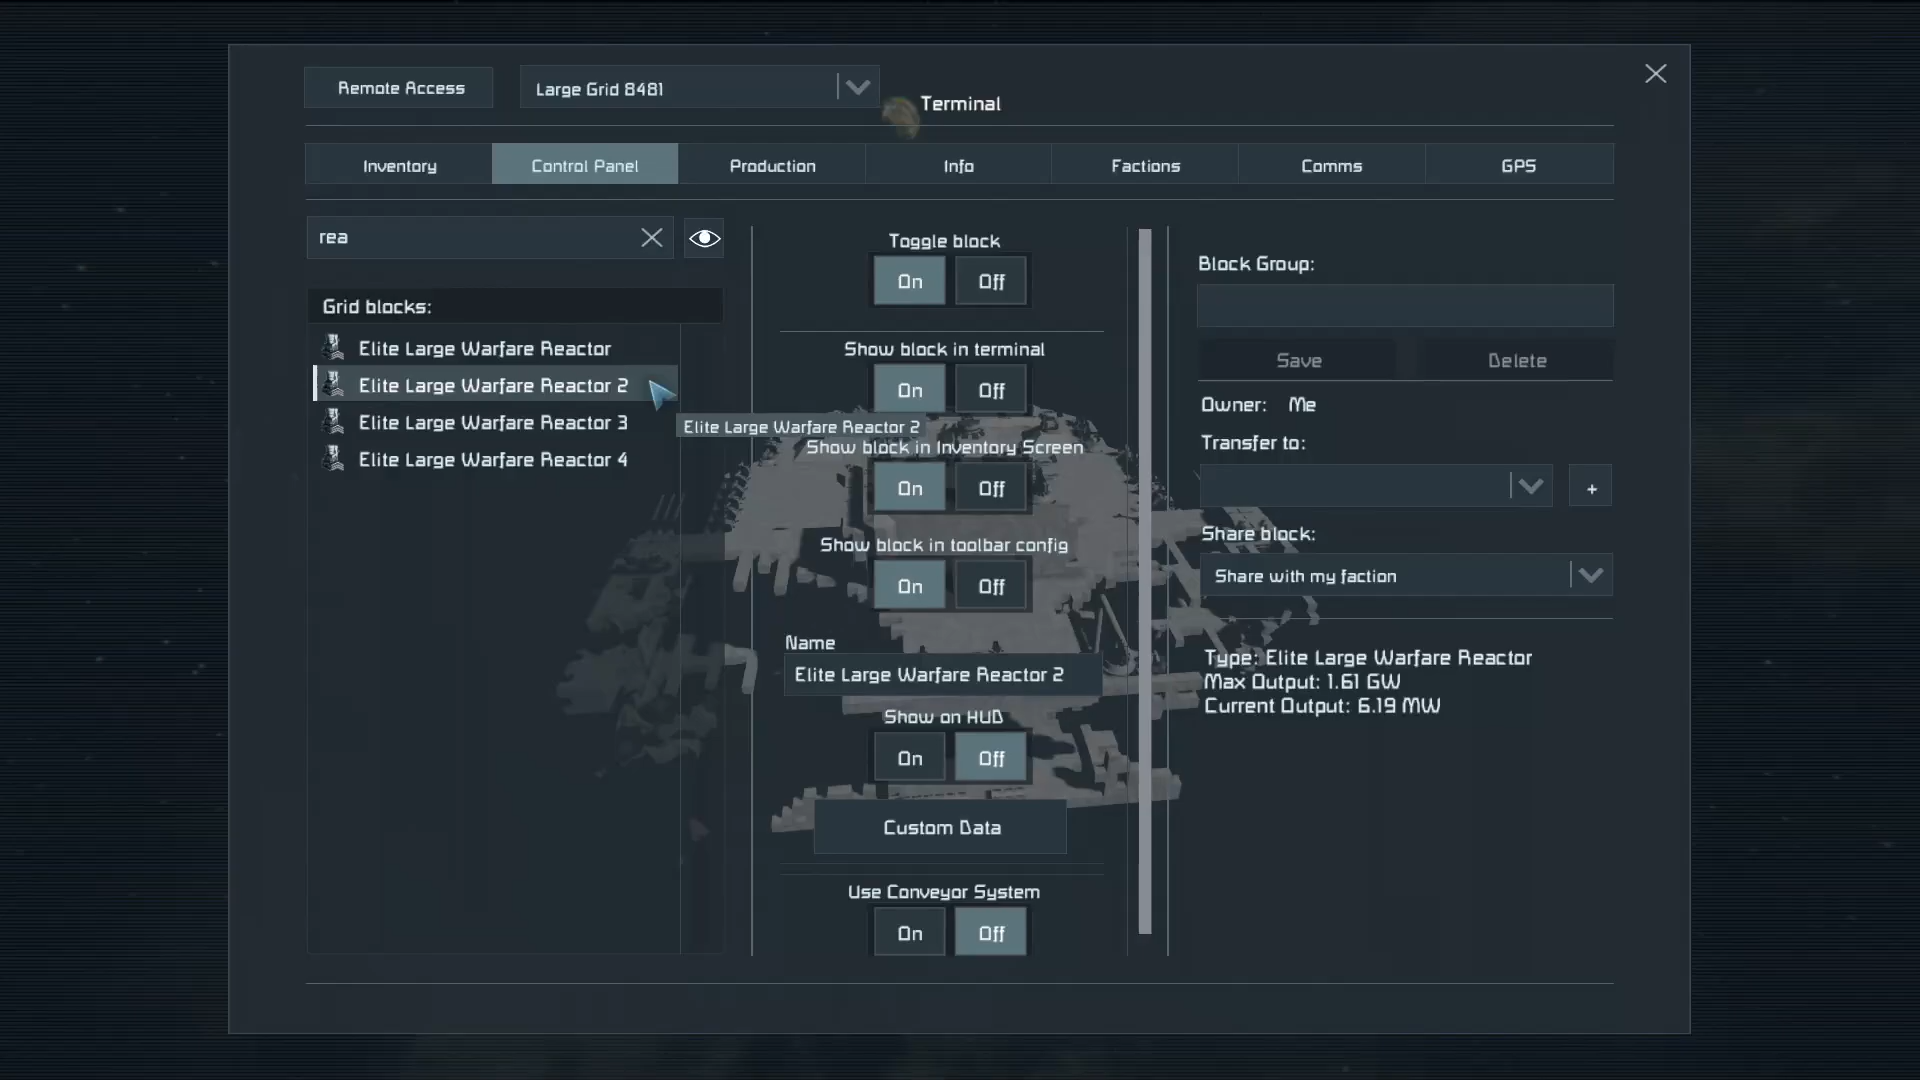 Remote Access
Large Grid 8481
Terminal
Inventory
Control Panel
Production
Info
Factions
Comms
GPS
rea
Grid blocks:
Elite Large Warfare Reactor
Elite Large Warfare Reactor 2
Elite Large Warfare Reactor 3
Elite Large Warfare Reactor 4
Elite Large Warfare Reactor 2
Toggle block
On Off
Show block in terminal
On Off
Show block in Inventory Screen
On Off
Show block in toolbar config
On Off
Name
Elite Large Warfare Reactor 2
Show on HUD
On Off
Custom Data
Use Conveyor System
On Off
Block Group:
Save Delete
Owner: Me
Transfer to:
+
Share block:
Share with my faction
Type: Elite Large Warfare Reactor
Max Output: 1.61 GW
Current Output: 6.19 MW